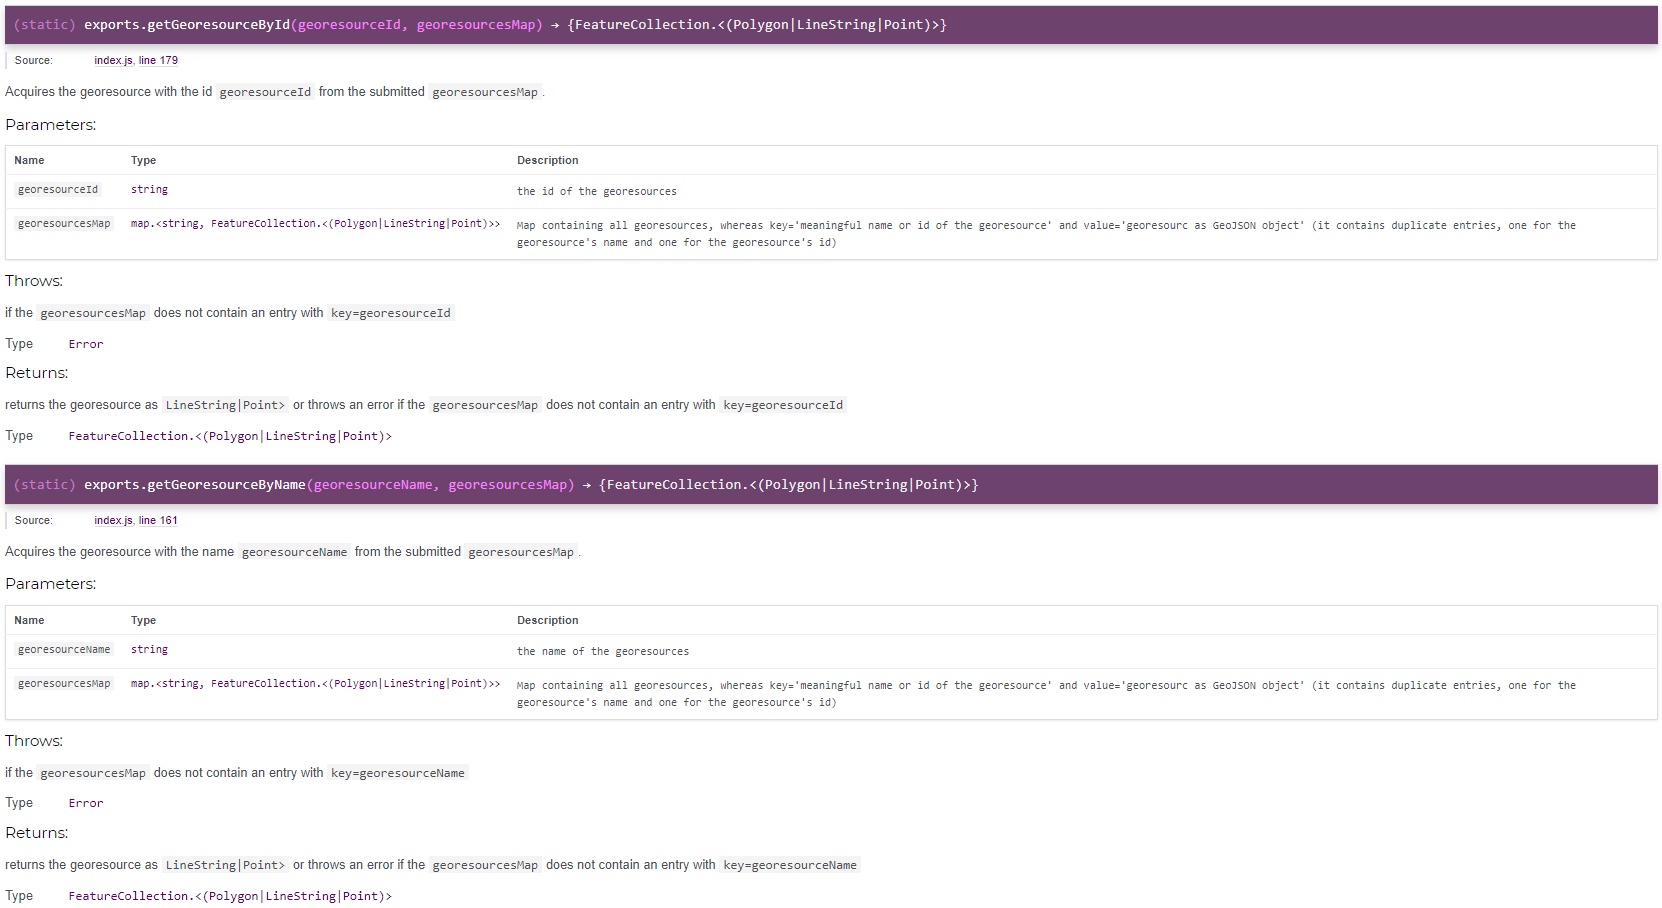 (static) exports.getGeoresourceById(georesourceId, georesourcesMap) → {FeatureCollection.<(Polygon|LineString|Point)>}
Source: index.js, line 179
Acquires the georesource with the id georesourceId from the submitted georesourcesMap.
Parameters:
Name Type Description
georesourceId string the id of the georesources
georesourcesMap map.<string, FeatureCollection.<(Polygon|LineString|Point)>> Map containing all georesources, whereas key='meaningful name or id of the georesource' and value='georesourc as GeoJSON object' (it contains duplicate entries, one for the
georesource's name and one for the georesource's id)
Throws:
if the georesourcesMap does not contain an entry with key=georesourceId
Type Error
Returns:
returns the georesource as LineString|Point> or throws an error if the georesourcesMap does not contain an entry with key=georesourceId
Type FeatureCollection.<(Polygon|LineString|Point)>
(static) exports.getGeoresourceByName(georesourceName, georesourcesMap) → {FeatureCollection.<(Polygon|LineString|Point)>}
Source: index.js, line 161
Acquires the georesource with the name georesourceName from the submitted georesourcesMap.
Parameters:
Name Type Description
georesourceName string the name of the georesources
georesourcesMap map.<string, FeatureCollection.<(Polygon|LineString|Point)>> Map containing all georesources, whereas key='meaningful name or id of the georesource' and value='georesourc as GeoJSON object' (it contains duplicate entries, one for the
georesource's name and one for the georesource's id)
Throws:
if the georesourcesMap does not contain an entry with key=georesourceName
Type Error
Returns:
returns the georesource as LineString|Point> or throws an error if the georesourcesMap does not contain an entry with key=georesourceName
Type FeatureCollection.<(Polygon|LineString|Point)>